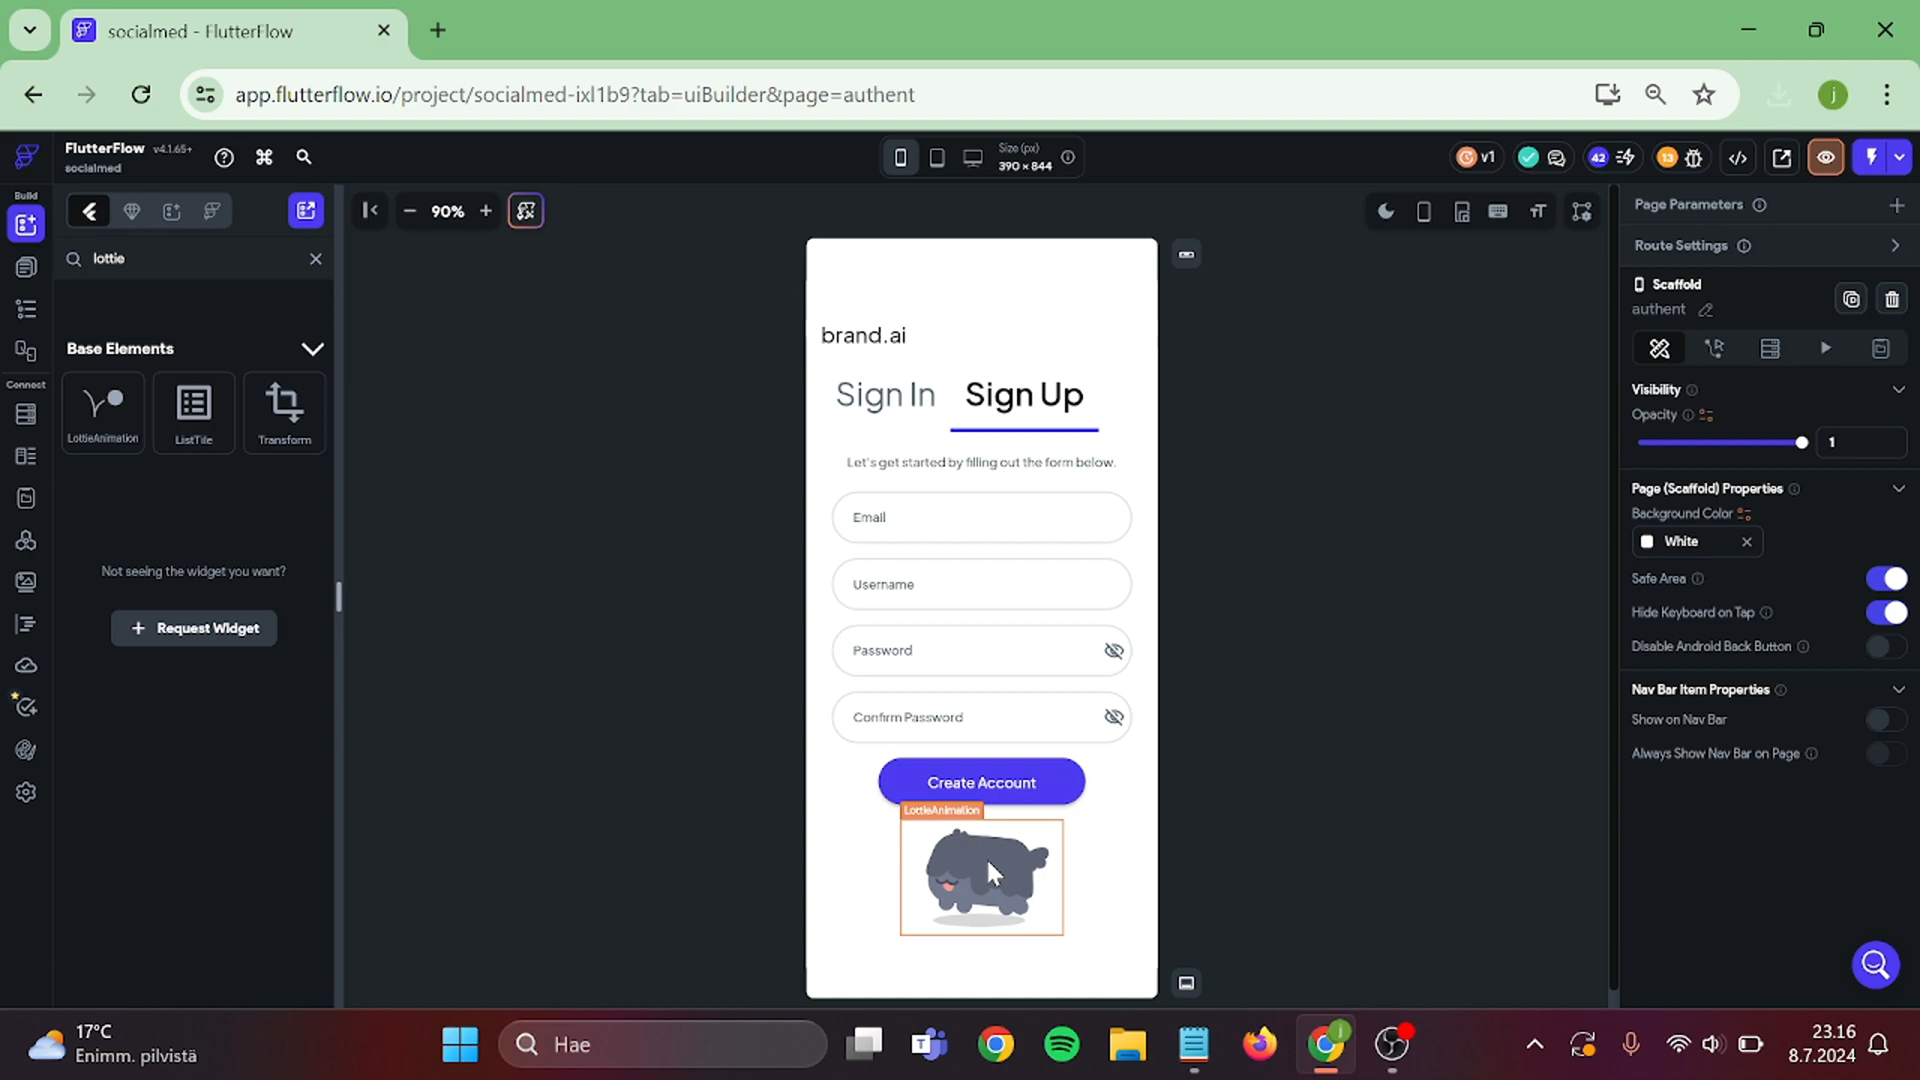 socialmed - FlutterFlow
app.flutterflow.io/project/socialmed-ixl1b9?tab=uiBuilder&page=authent
j
FlutterFlow v4.1.65+
socialmed
Size (px)
390 × 844
v1
42
13
Build
Connect
lottie
90%
Base Elements
LottieAnimation
ListTile
Transform
Not seeing the widget you want?
+ Request Widget
brand.ai
Sign In
Sign Up
Let's get started by filling out the form below.
Email
Username
Password
Confirm Password
Create Account
LottieAnimation
Page Parameters
Route Settings
Scaffold
authent
Visibility
Opacity
1
Page (Scaffold) Properties
Background Color
White
Safe Area
Hide Keyboard on Tap
Disable Android Back Button
Nav Bar Item Properties
Show on Nav Bar
Always Show Nav Bar on Page
17°C
Enimm. pilvistä
Hae
23.16
8.7.2024